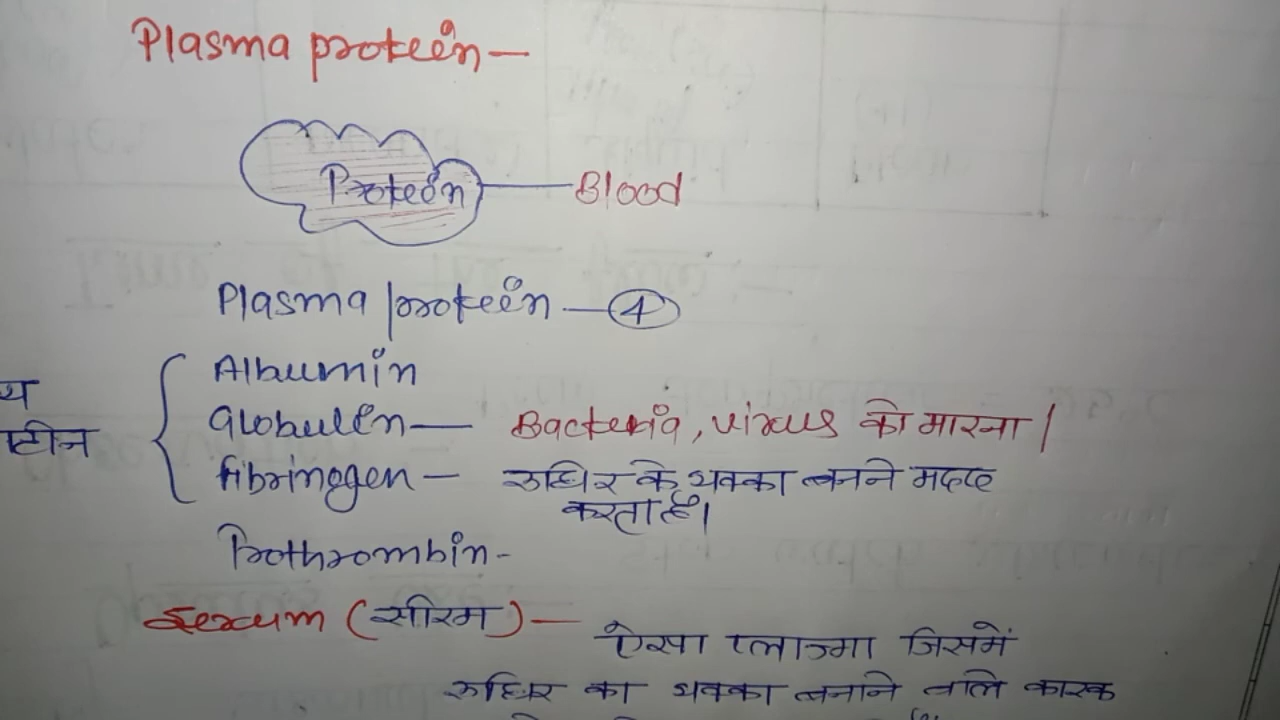 Plasma protein —
Protein — Blood
Plasma protein — 4
Albumin
Globulin — Bacteria, virus को मारना |
fibrinogen — रुधिर के थक्का बनने मदद
करता है।
Prothrombin -
Serum (सीरम) —
ऐसा प्लाज्मा जिसमें
रुधिर का थक्का बनाने वाले कारक